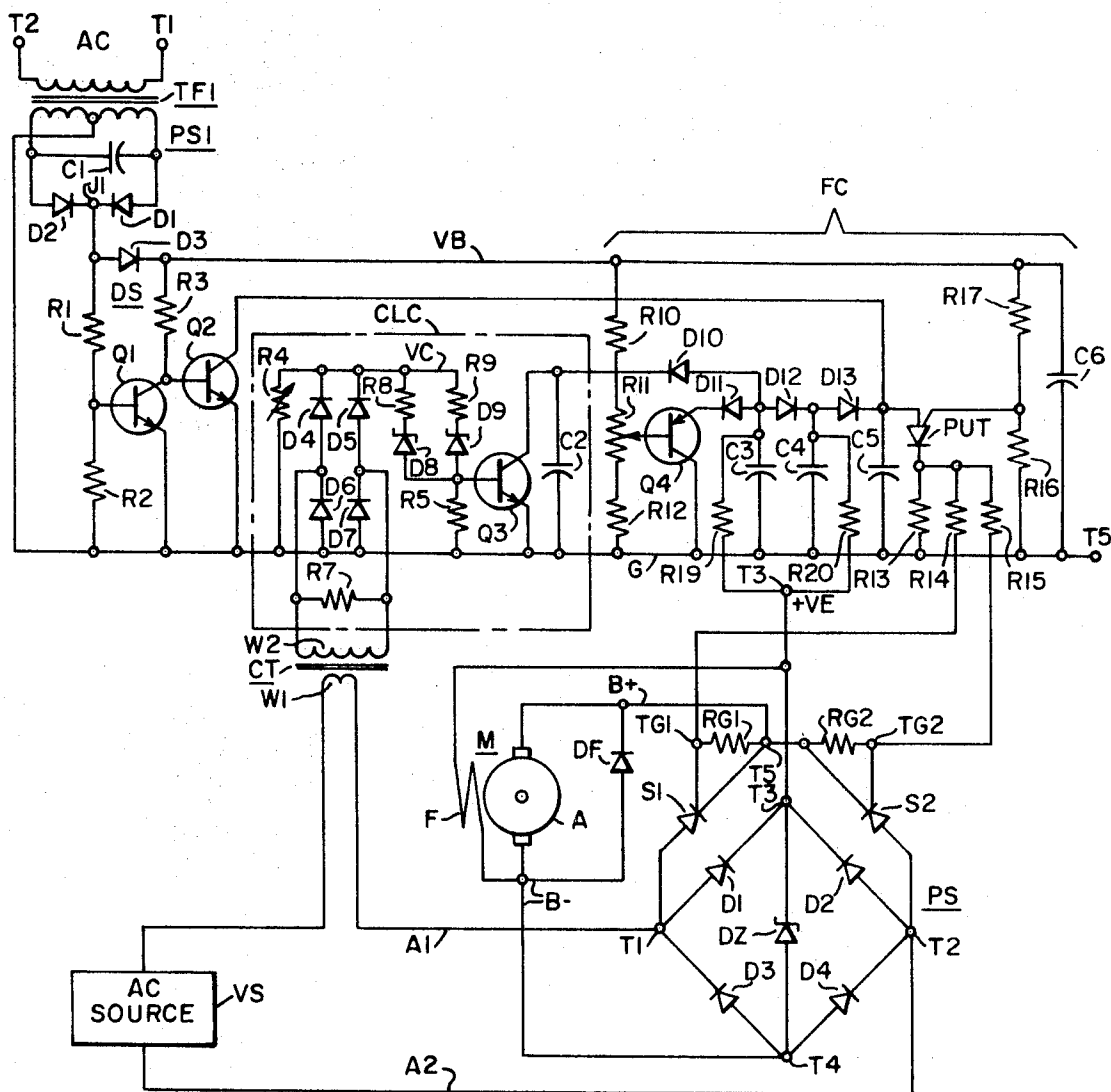 T2 AC T1
TF1
PS1
C1
J1
D2 D1
FC
D3
VB
R1 DS R3
R17
Q2
CLC
R10
C6
Q1
R4 VC R9
R8
D10
R11 D11 D12 D13
D4 D5 D9
PUT
D8
C2 C3 C4 C5
R2
D6
R5 Q4 R16
D7 Q3
R12
T5
R7 G R19 T3 R20 R13 R14 R15
+VE
W2
CT
W1
B+
TG1 RG1 RG2 TG2
M DF
T5
S1 T3 S2
F A
D1 D2 PS
B-
A1 T1 DZ T2
D3 D4
AC SOURCE
VS
T4
A2